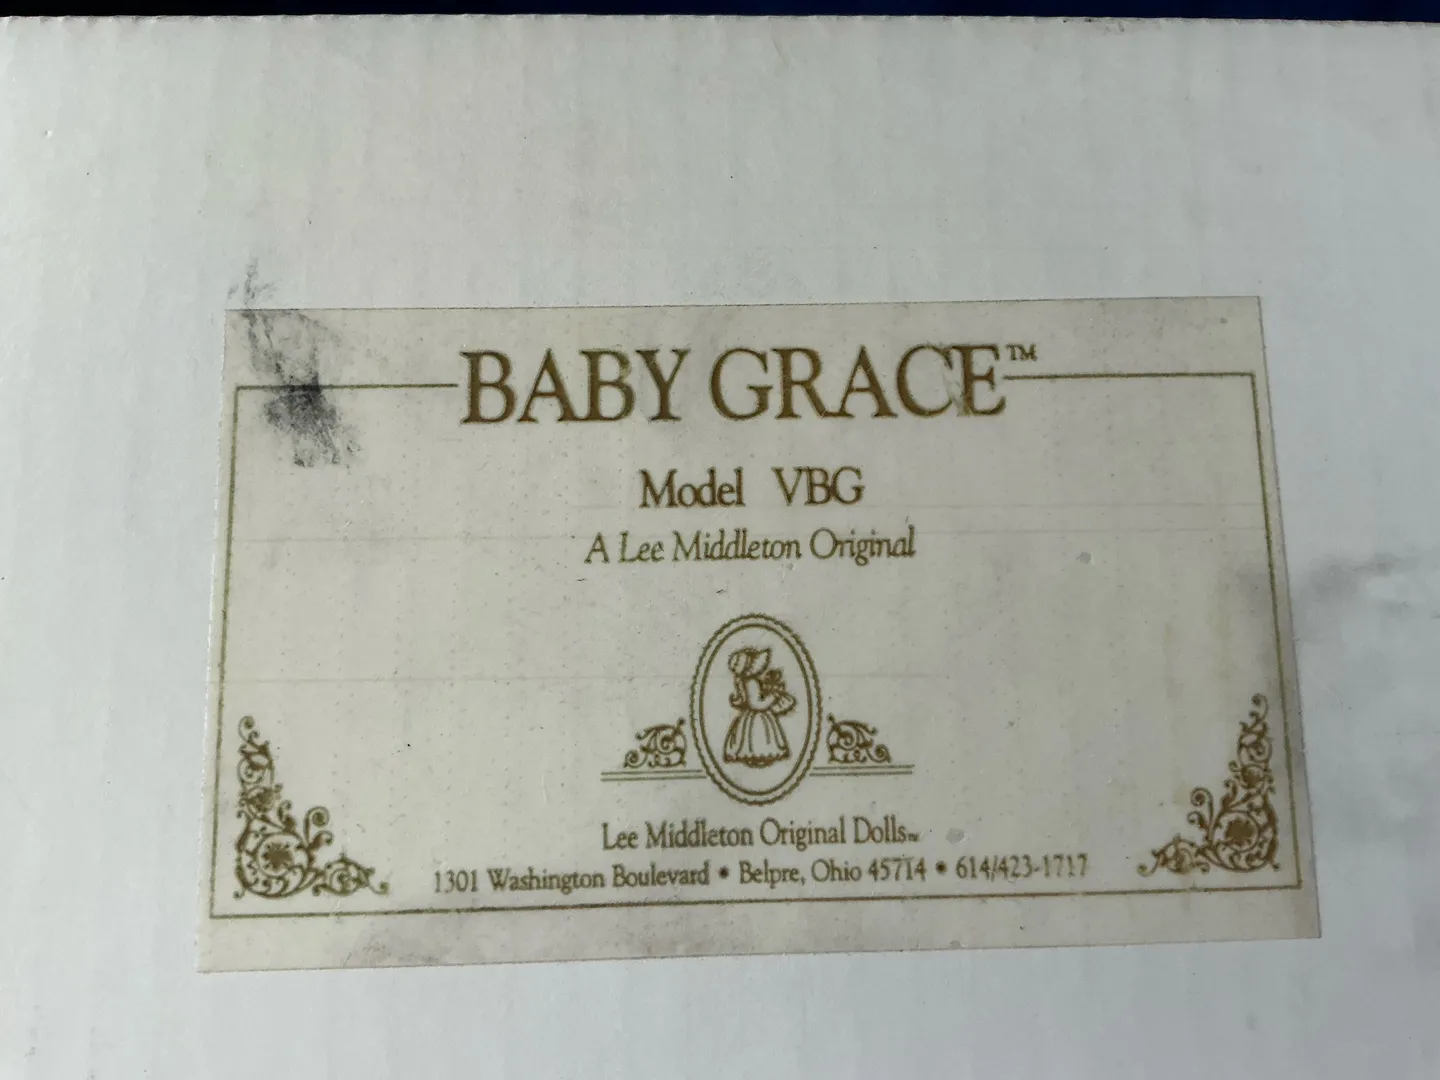 BABY GRACE™
Model VBG
A Lee Middleton Original
Lee Middleton Original Dolls™
1301 Washington Boulevard • Belpre, Ohio 45714 • 614/423-1717